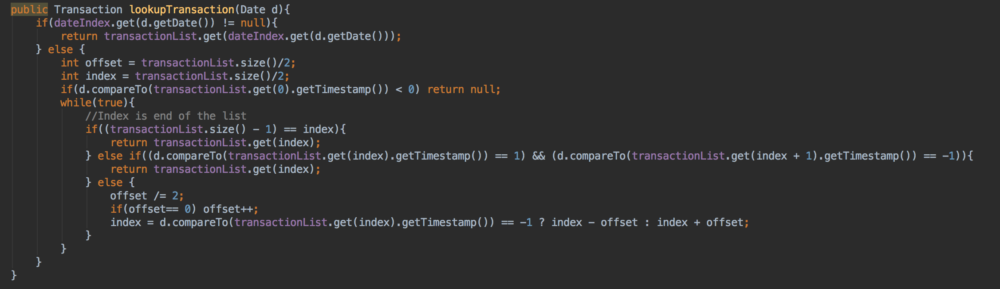 public Transaction lookupTransaction(Date d){
    if(dateIndex.get(d.getDate()) != null){
        return transactionList.get(dateIndex.get(d.getDate()));
    } else {
        int offset = transactionList.size()/2;
        int index = transactionList.size()/2;
        if(d.compareTo(transactionList.get(0).getTimestamp()) < 0) return null;
        while(true){
            //Index is end of the list
            if((transactionList.size() - 1) == index){
                return transactionList.get(index);
            } else if((d.compareTo(transactionList.get(index).getTimestamp()) == 1) && (d.compareTo(transactionList.get(index + 1).getTimestamp()) == -1)){
                return transactionList.get(index);
            } else {
                offset /= 2;
                if(offset== 0) offset++;
                index = d.compareTo(transactionList.get(index).getTimestamp()) == -1 ? index - offset : index + offset;
            }
        }
    }
}